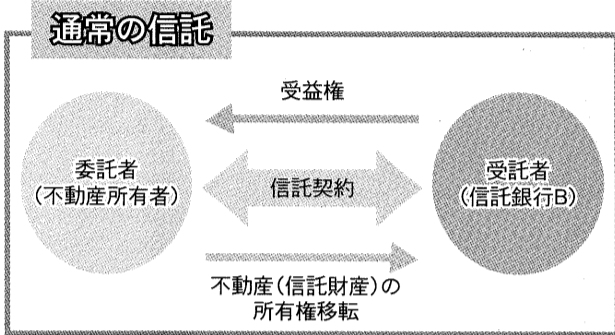 通常の信託
受益権
委託者
(不動産所有者)
信託契約
受託者
(信託銀行B)
不動産(信託財産)の
所有権移転